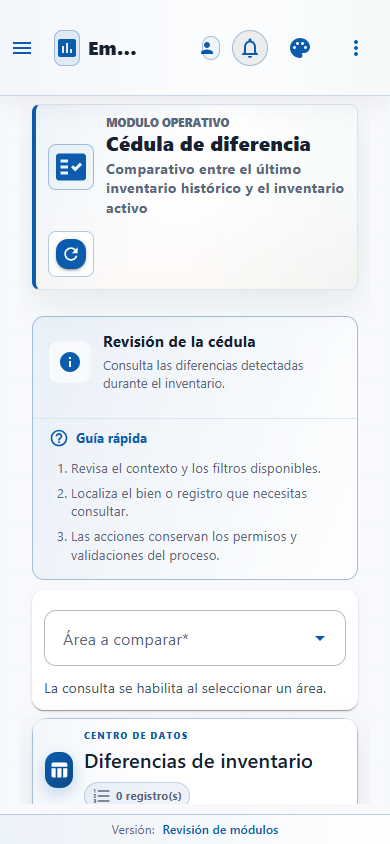 Em...
MODULO OPERATIVO
Cédula de diferencia
Comparativo entre el último
inventario histórico y el inventario
activo
Revisión de la cédula
Consulta las diferencias detectadas
durante el inventario.
Guía rápida
1. Revisa el contexto y los filtros disponibles.
2. Localiza el bien o registro que necesitas
consultar.
3. Las acciones conservan los permisos y
validaciones del proceso.
Área a comparar*
La consulta se habilita al seleccionar un área.
CENTRO DE DATOS
Diferencias de inventario
0 registro(s)
Versión: Revisión de módulos